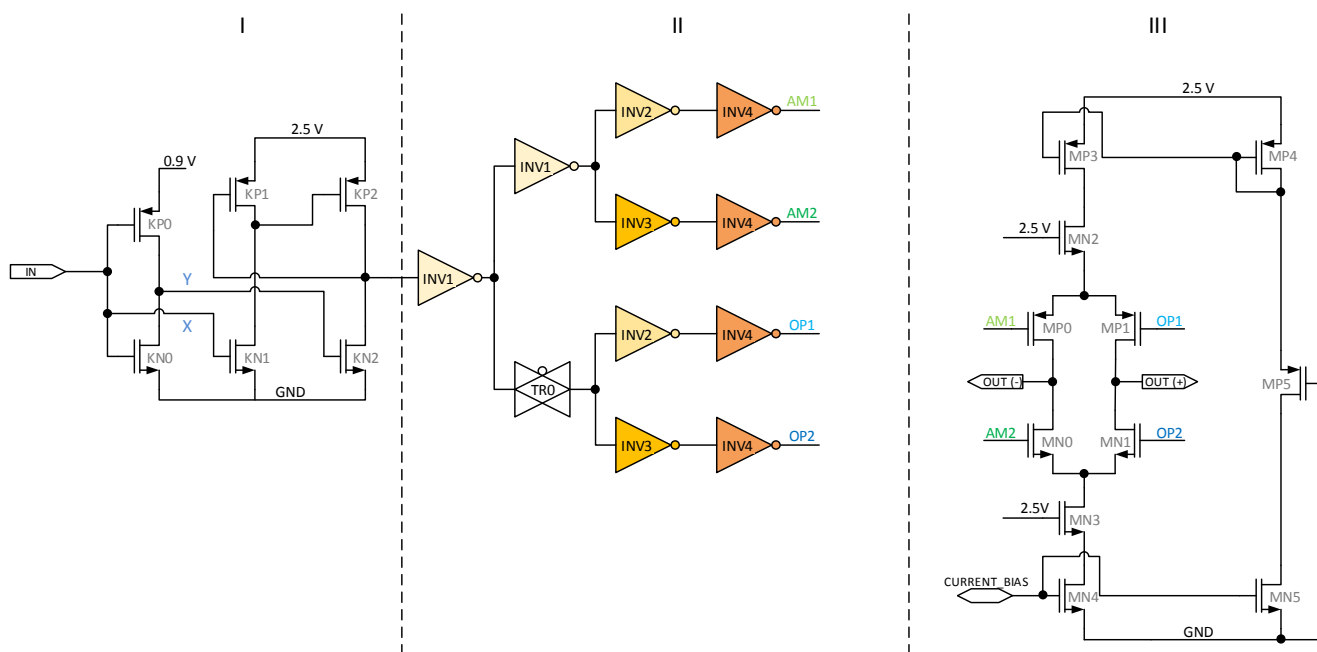 I
II
III
2.5 V
0.9 V
KP0
KP1
KP2
IN
Y
X
KN0
KN1
KN2
GND
INV1
INV1
INV2
INV4
AM1
INV3
INV4
AM2
TR0
INV2
INV4
OP1
INV3
INV4
OP2
2.5 V
MP3
MP4
2.5 V
MN2
AM1
MP0
MP1
OP1
OUT (-)
OUT (+)
MP5
AM2
MN0
MN1
OP2
2.5V
MN3
CURRENT_BIAS
MN4
MN5
GND